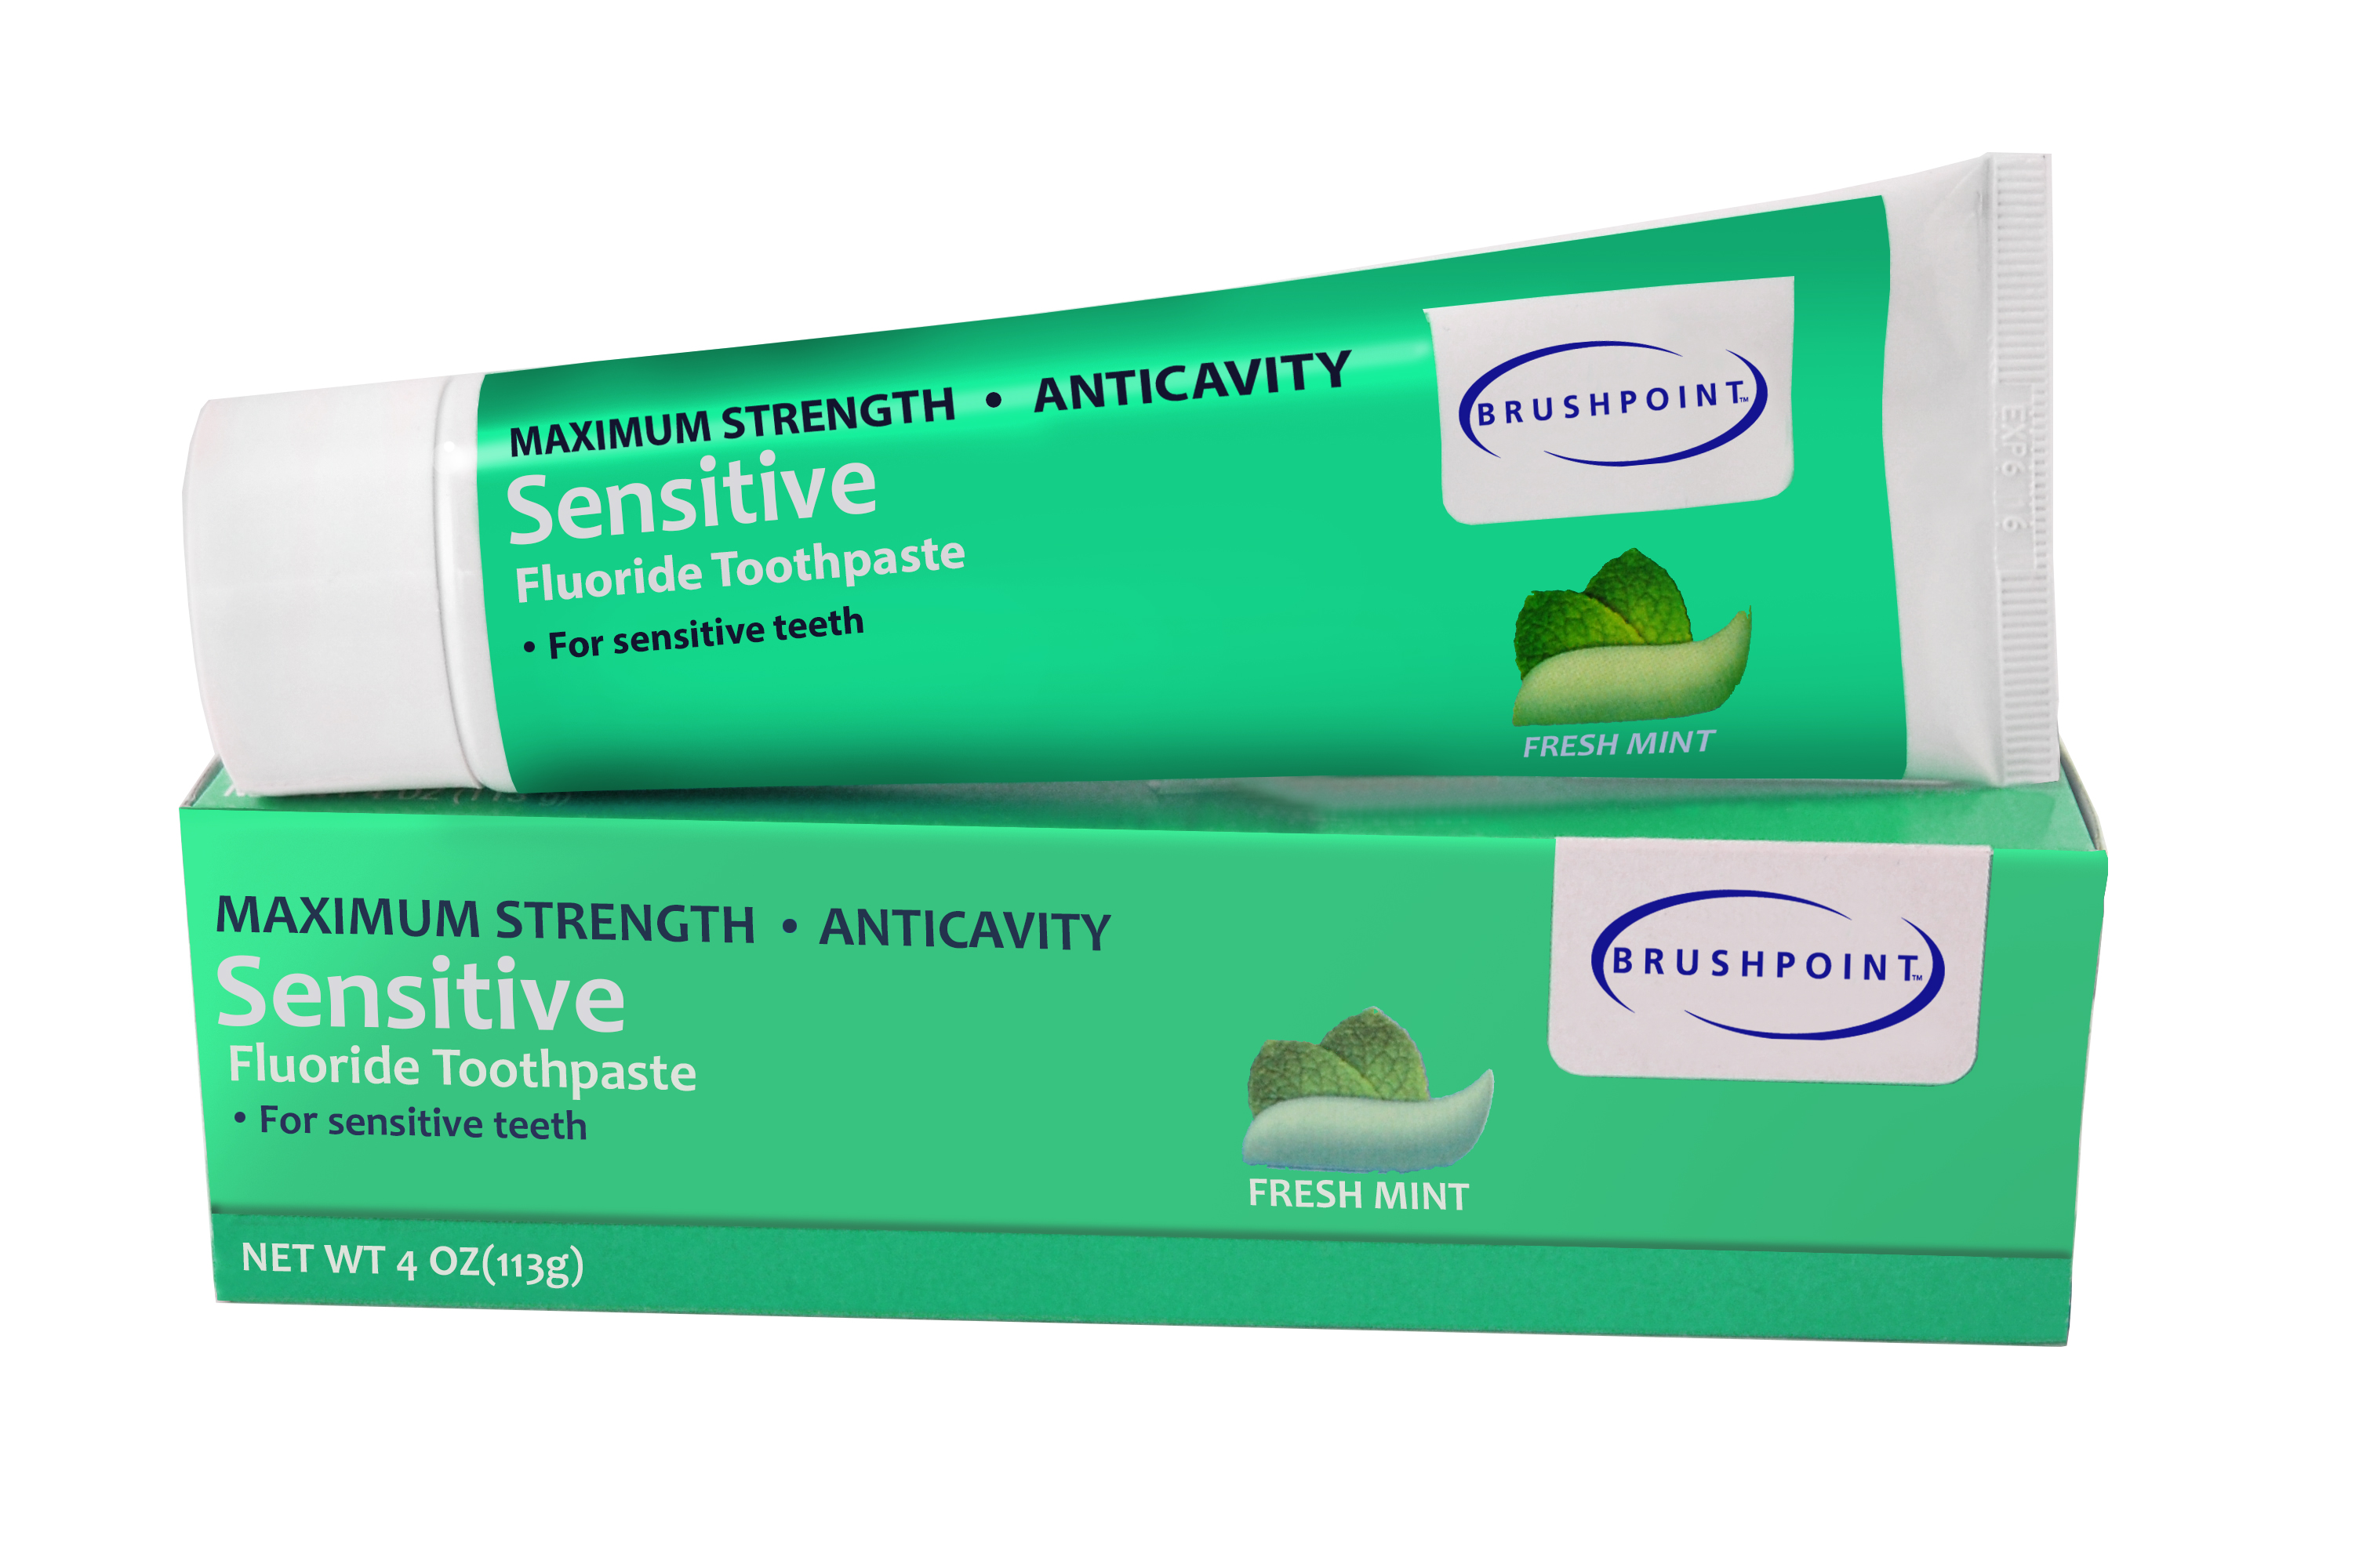 MAXIMUM STRENGTH • ANTICAVITY
Sensitive
Fluoride Toothpaste
• For sensitive teeth
BRUSHPOINT™
FRESH MINT
MAXIMUM STRENGTH • ANTICAVITY
Sensitive
Fluoride Toothpaste
• For sensitive teeth
FRESH MINT
BRUSHPOINT™
NET WT 4 OZ(113g)